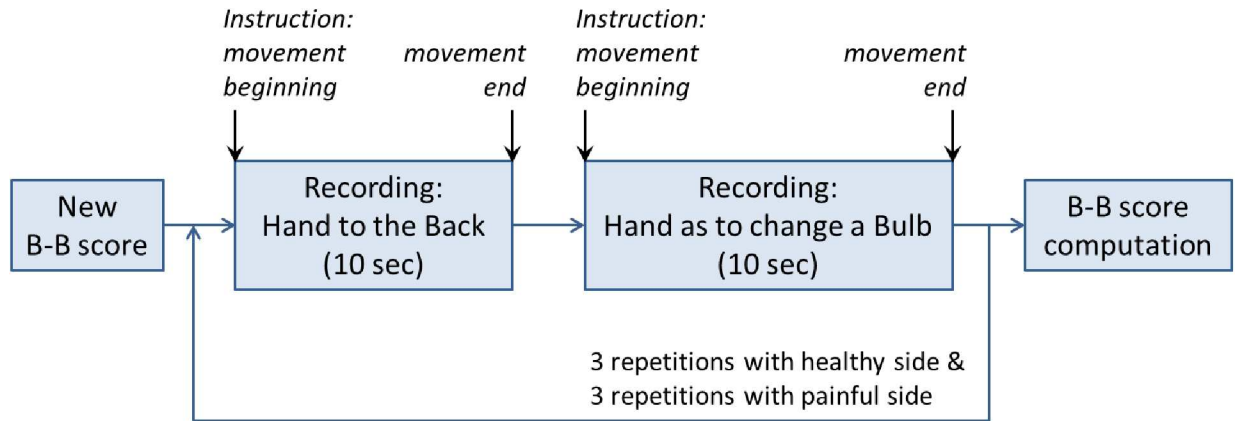 Instruction:
movement
beginning
movement
end
Instruction:
movement
beginning
movement
end
New
B-B score
Recording:
Hand to the Back
(10 sec)
Recording:
Hand as to change a Bulb
(10 sec)
B-B score
computation
3 repetitions with healthy side &
3 repetitions with painful side